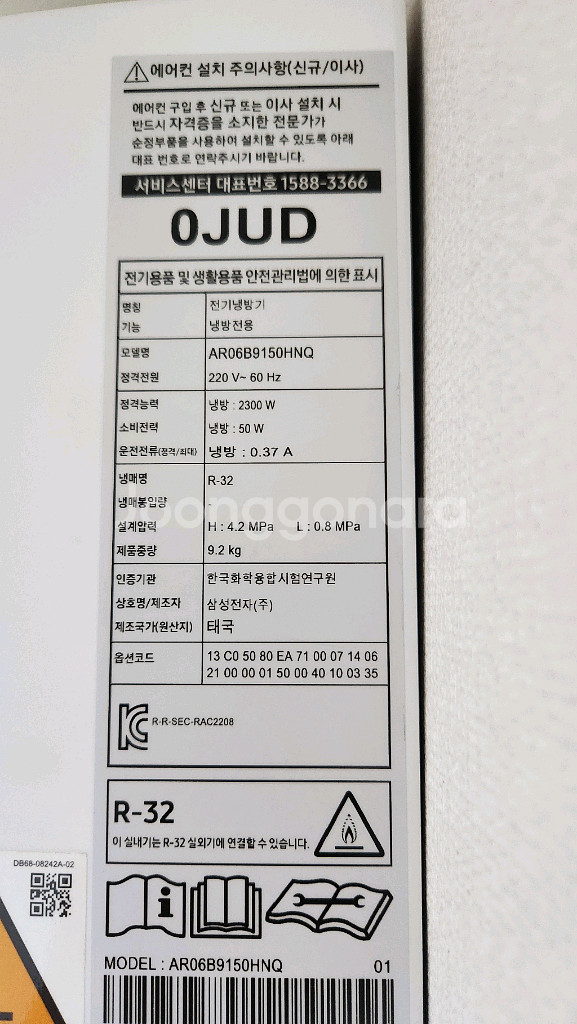 에어컨 설치 주의사항(신규/이사)
에어컨 구입 후 신규 또는 이사 설치 시
반드시 자격증을 소지한 전문가가
순정부품을 사용하여 설치할 수 있도록 아래
대표 번호로 연락주시기 바랍니다.
서비스센터 대표번호 1588-3366
0JUD
전기용품 및 생활용품 안전관리법에 의한 표시
명칭 전기냉방기
기능 냉방전용
모델명 AR06B9150HNQ
정격전원 220 V~ 60 Hz
정격능력 냉방 : 2300 W
소비전력 냉방 : 50 W
운전전류(정격/최대) 냉방 : 0.37 A
냉매명 R-32
냉매봉입량
설계압력 H : 4.2 MPa L : 0.8 MPa
제품중량 9.2 kg
인증기관 한국화학융합시험연구원
상호명/제조자 삼성전자(주)
제조국가(원산지) 태국
옵션코드 13 C0 50 80 EA 71 00 07 14 06
21 00 00 01 50 00 40 10 03 35
R-R-SEC-RAC2208
R-32
이 실내기는 R-32 실외기에 연결할 수 있습니다.
DB68-08242A-02
MODEL : AR06B9150HNQ 01
Joonggonara